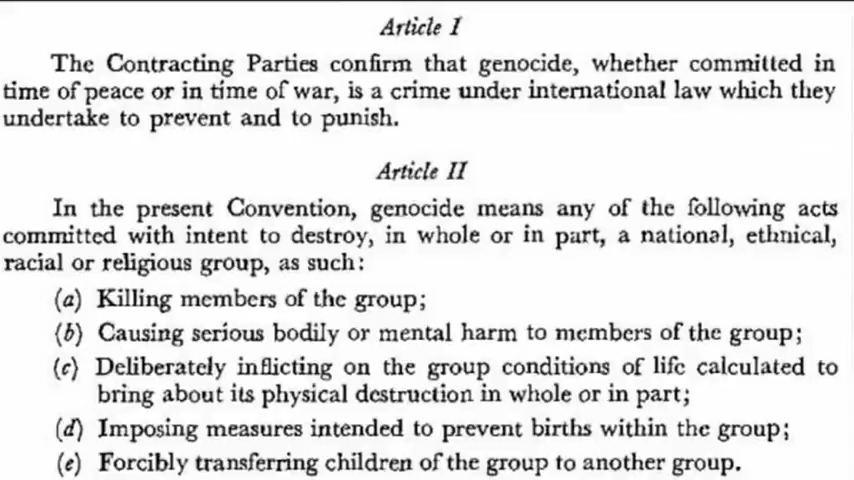 Article I
The Contracting Parties confirm that genocide, whether committed in
time of peace or in time of war, is a crime under international law which they
undertake to prevent and to punish.
Article II
In the present Convention, genocide means any of the following acts
committed with intent to destroy, in whole or in part, a national, ethnical,
racial or religious group, as such:
(a) Killing members of the group;
(b) Causing serious bodily or mental harm to members of the group;
(c) Deliberately inflicting on the group conditions of life calculated to
bring about its physical destruction in whole or in part;
(d) Imposing measures intended to prevent births within the group;
(e) Forcibly transferring children of the group to another group.